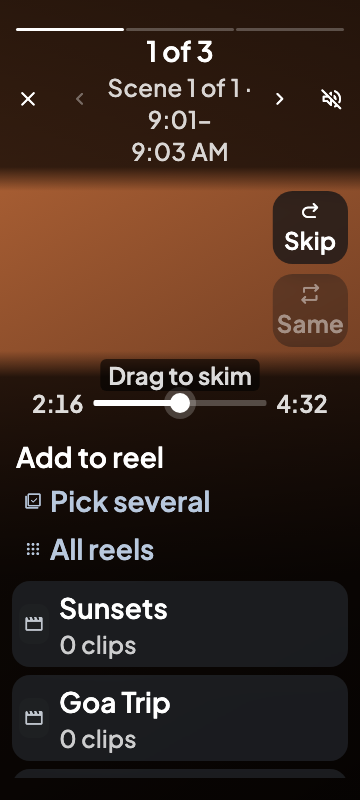 1 of 3
Scene 1 of 1 ·
9:01–
9:03 AM
Skip
Same
Drag to skim
2:16
4:32
Add to reel
Pick several
All reels
Sunsets
0 clips
Goa Trip
0 clips